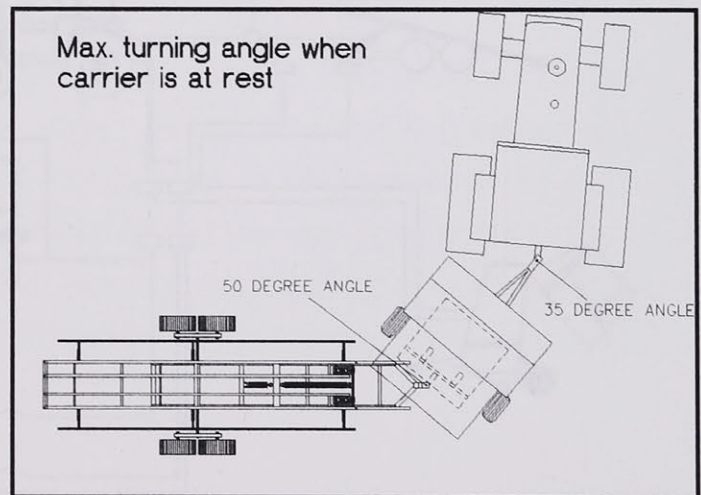 Max. turning angle when
carrier is at rest
50 DEGREE ANGLE
35 DEGREE ANGLE